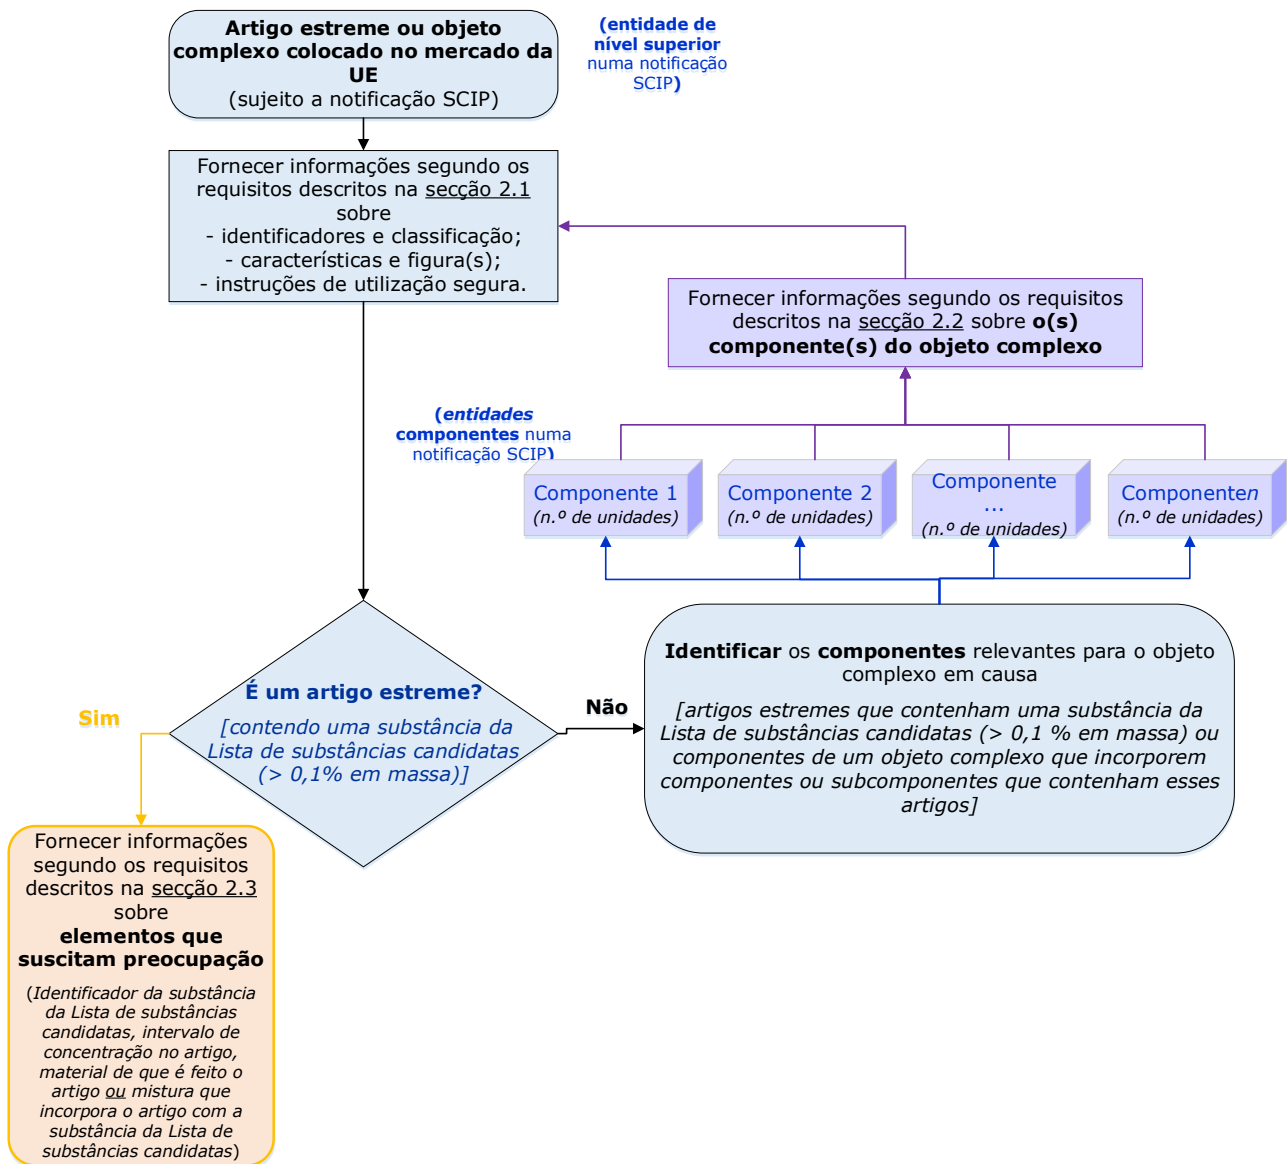 Artigo estreme ou objeto
complexo colocado no mercado da
UE
(sujeito a notificação SCIP)
(entidade de
nível superior
numa notificação
SCIP)
Fornecer informações segundo os
requisitos descritos na secção 2.1
sobre
- identificadores e classificação;
- características e figura(s);
- instruções de utilização segura.
Fornecer informações segundo os requisitos
descritos na secção 2.2 sobre o(s)
componente(s) do objeto complexo
(entidades
componentes numa
notificação SCIP)
Componente 1
(n.º de unidades)
Componente 2
(n.º de unidades)
Componente
...
(n.º de unidades)
Componenten
(n.º de unidades)
É um artigo estreme?
[contendo uma substância da
Lista de substâncias candidatas
(> 0,1% em massa)]
Sim
Não
Identificar os componentes relevantes para o objeto
complexo em causa
[artigos estremes que contenham uma substância da
Lista de substâncias candidatas (> 0,1 % em massa) ou
componentes de um objeto complexo que incorporem
componentes ou subcomponentes que contenham esses
artigos]
Fornecer informações
segundo os requisitos
descritos na secção 2.3
sobre
elementos que
suscitam preocupação
(Identificador da substância
da Lista de substâncias
candidatas, intervalo de
concentração no artigo,
material de que é feito o
artigo ou mistura que
incorpora o artigo com a
substância da Lista de
substâncias candidatas)